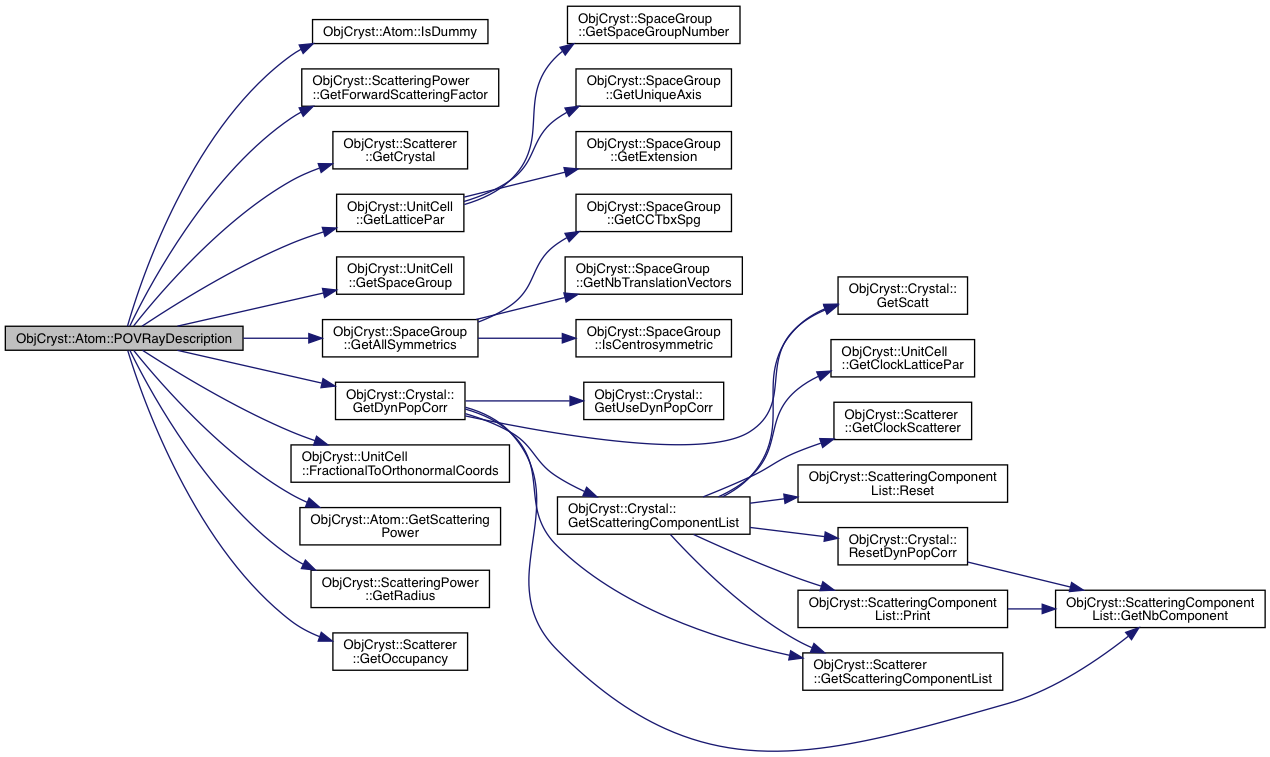 ObjCryst::Atom::POVRayDescription
ObjCryst::Atom::IsDummy
ObjCryst::ScatteringPower
::GetForwardScatteringFactor
ObjCryst::Scatterer
::GetCrystal
ObjCryst::UnitCell
::GetLatticePar
ObjCryst::UnitCell
::GetSpaceGroup
ObjCryst::SpaceGroup
::GetAllSymmetrics
ObjCryst::Crystal::
GetDynPopCorr
ObjCryst::UnitCell
::FractionalToOrthonormalCoords
ObjCryst::Atom::GetScattering
Power
ObjCryst::ScatteringPower
::GetRadius
ObjCryst::Scatterer
::GetOccupancy
ObjCryst::SpaceGroup
::GetSpaceGroupNumber
ObjCryst::SpaceGroup
::GetUniqueAxis
ObjCryst::SpaceGroup
::GetExtension
ObjCryst::SpaceGroup
::GetCCTbxSpg
ObjCryst::SpaceGroup
::GetNbTranslationVectors
ObjCryst::SpaceGroup
::IsCentrosymmetric
ObjCryst::Crystal::
GetUseDynPopCorr
ObjCryst::Crystal::
GetScatteringComponentList
ObjCryst::Crystal::
GetScatt
ObjCryst::UnitCell
::GetClockLatticePar
ObjCryst::Scatterer
::GetClockScatterer
ObjCryst::ScatteringComponent
List::Reset
ObjCryst::Crystal::
ResetDynPopCorr
ObjCryst::ScatteringComponent
List::Print
ObjCryst::Scatterer
::GetScatteringComponentList
ObjCryst::ScatteringComponent
List::GetNbComponent